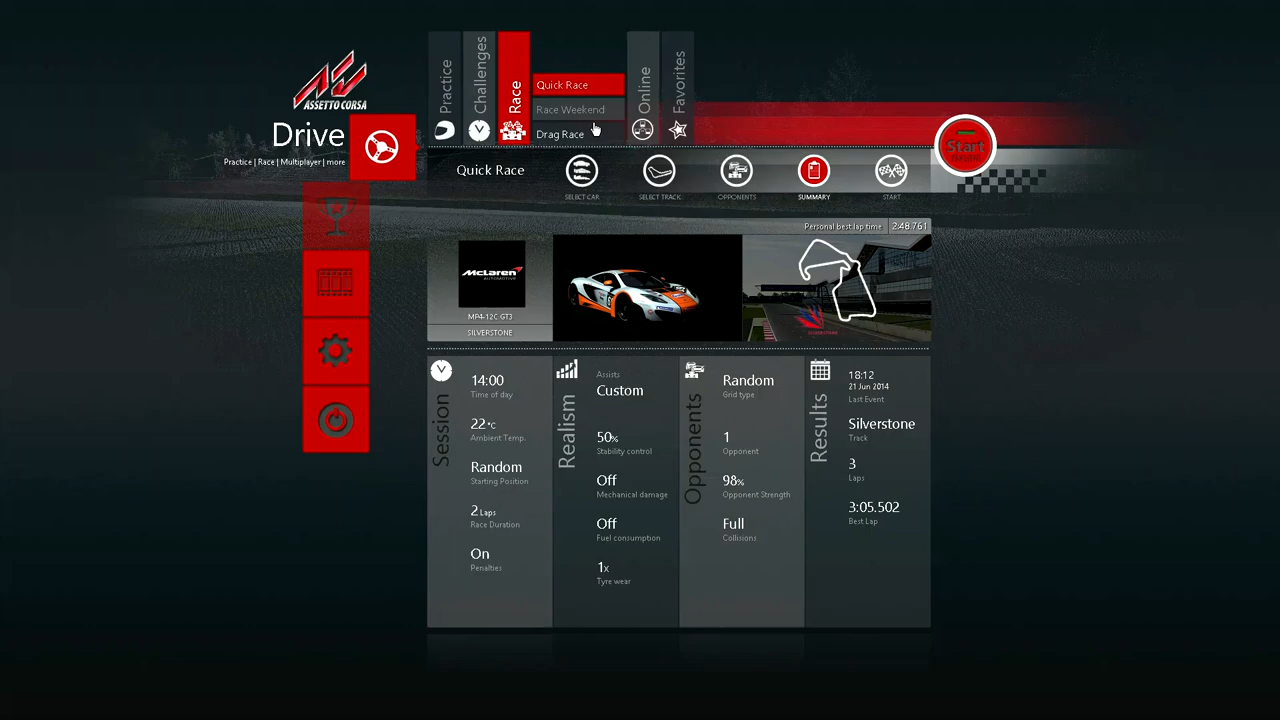 ASSETTO CORSA
Drive
Practice | Race | Multiplayer | more
Practice
Challenges
Race
Quick Race
Race Weekend
Drag Race
Online
Favorites
Start
Quick Race
SELECT CAR
SELECT TRACK
OPPONENTS
SUMMARY
START
Personal best lap time 2:48.761
McLaren
AUTOMOTIVE
MP4-12C GT3
SILVERSTONE
SILVERSTONE
Session
14:00
Time of day
22°C
Ambient Temp.
Random
Starting Position
2 Laps
Race Duration
On
Penalties
Realism
Assists
Custom
50%
Stability control
Off
Mechanical damage
Off
Fuel consumption
1x
Tyre wear
Opponents
Random
Grid type
1
Opponent
98%
Opponent Strength
Full
Collisions
Results
18:12
21 Jun 2014
Last Event
Silverstone
Track
3
Laps
3:05.502
Best Lap